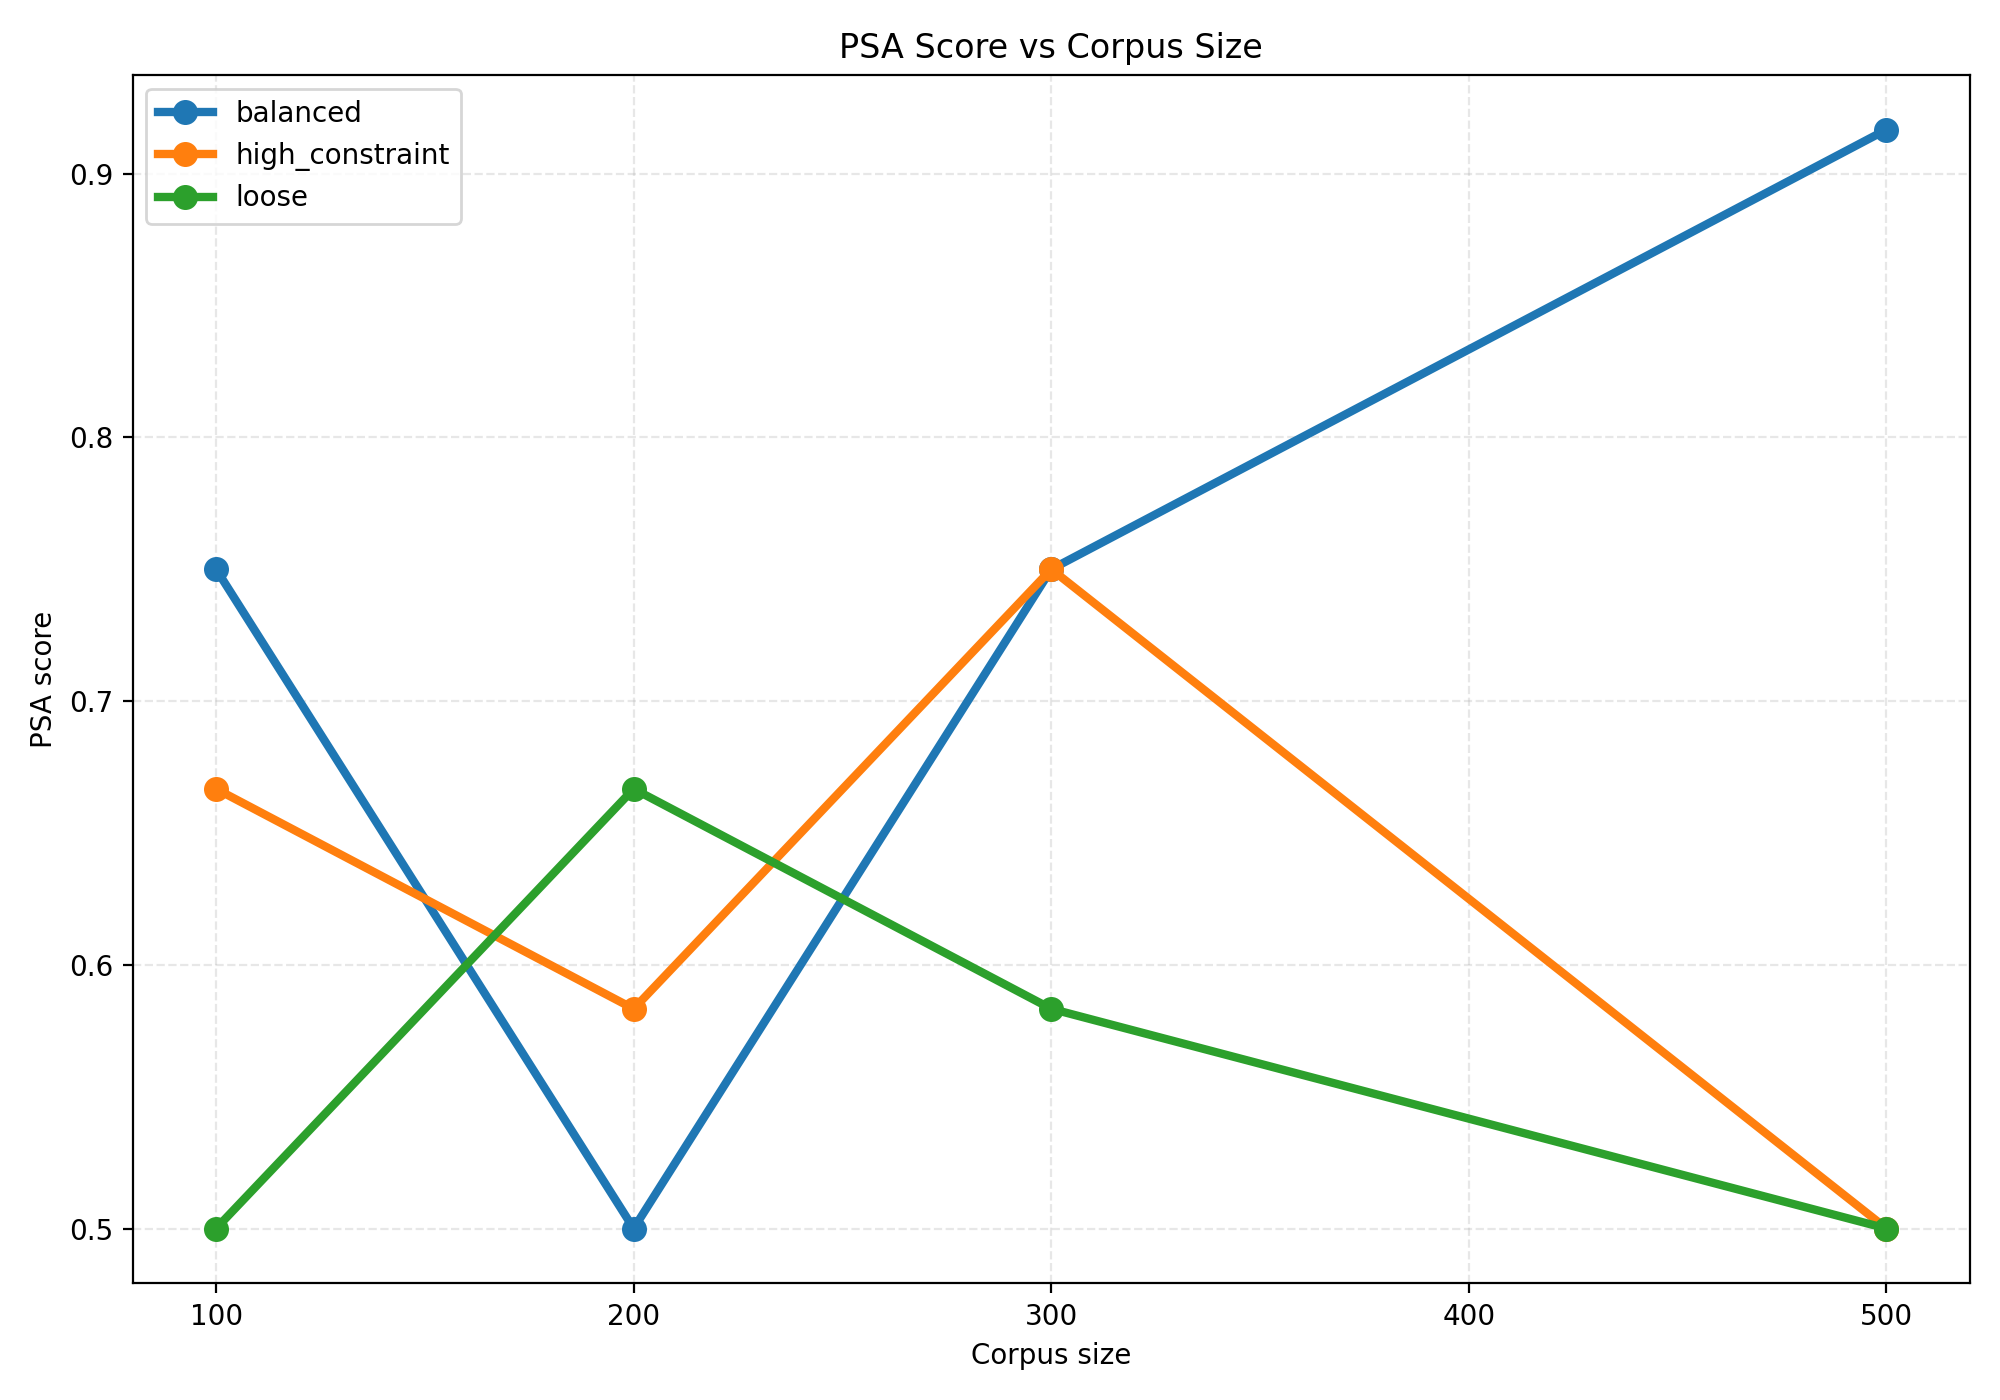 PSA Score vs Corpus Size
balanced
high_constraint
loose
0.9
0.8
0.7
0.6
0.5
PSA score
100 200 300 400 500
Corpus size